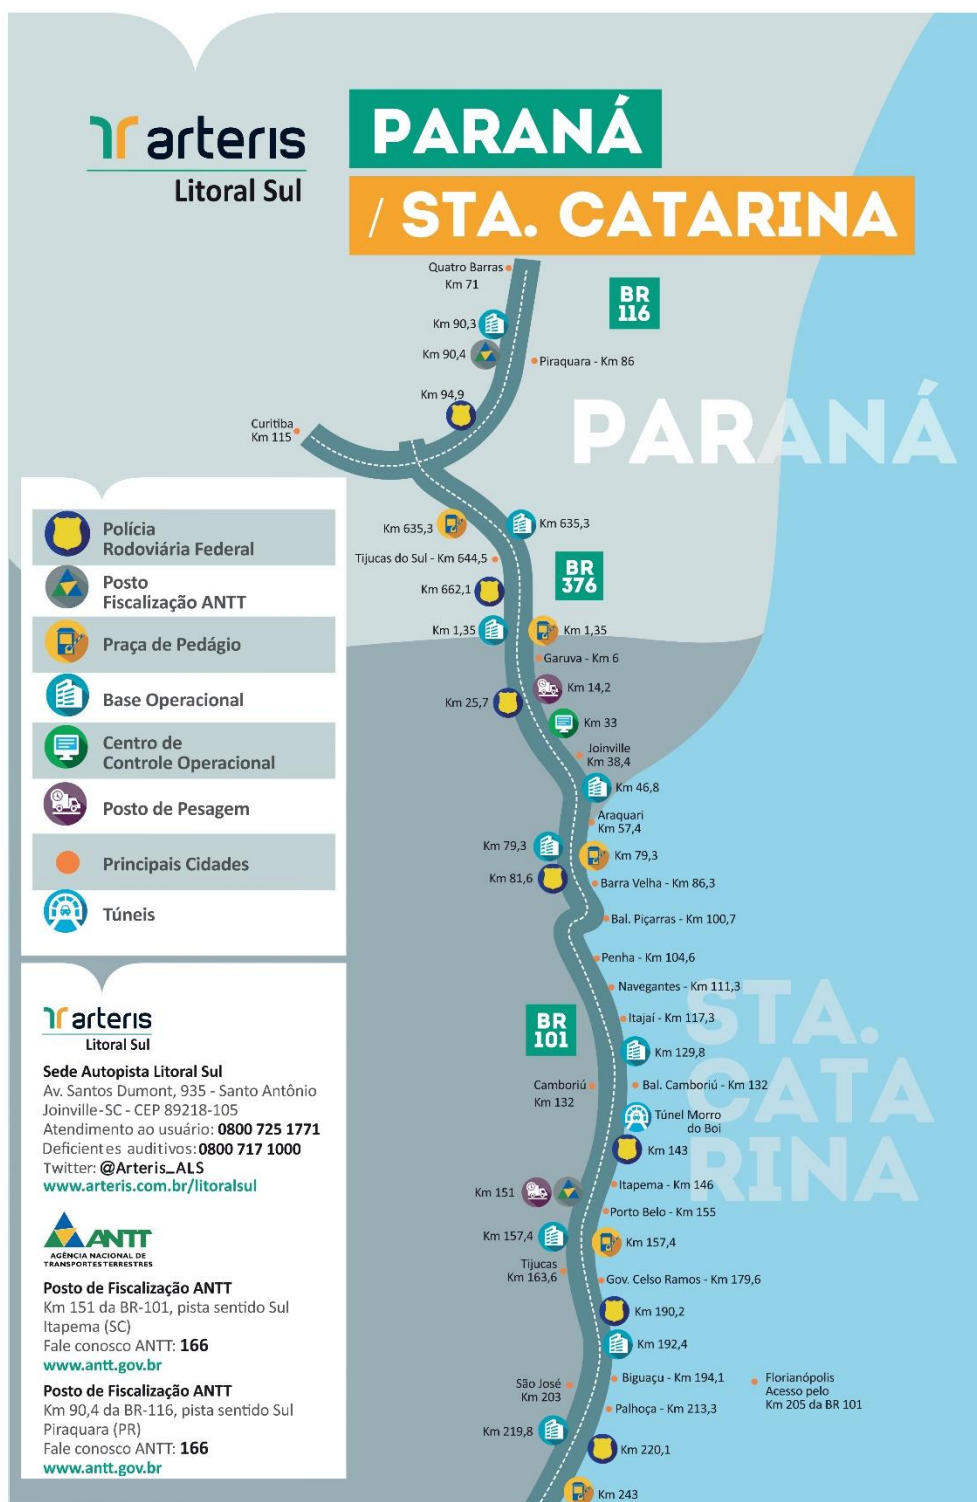 arteris
Litoral Sul
PARANÁ
/ STA. CATARINA
Quatro Barras
Km 71
BR
116
Km 90,3
Km 90,4
Piraquara - Km 86
Km 94,9
Curitiba
Km 115
PARANÁ
Km 635,3
Km 635,3
Tijucas do Sul - Km 644,5
BR
376
Km 662,1
Km 1,35
Km 1,35
Garuva - Km 6
Km 14,2
Km 25,7
Km 33
Joinville
Km 38,4
Km 46,8
Araquari
Km 57,4
Km 79,3
Km 79,3
Km 81,6
Barra Velha - Km 86,3
Bal. Piçarras - Km 100,7
Penha - Km 104,6
Navegantes - Km 111,3
STA.
CATA
RINA
Itajaí - Km 117,3
BR
101
Km 129,8
Camboriú
Km 132
Bal. Camboriú - Km 132
Túnel Morro
do Boi
Km 143
Itapema - Km 146
Km 151
Porto Belo - Km 155
Km 157,4
Km 157,4
Tijucas
Km 163,6
Gov. Celso Ramos - Km 179,6
Km 190,2
Km 192,4
Biguaçu - Km 194,1
Florianópolis
Acesso pelo
Km 205 da BR 101
São José
Km 203
Palhoça - Km 213,3
Km 219,8
Km 220,1
Km 243
Polícia
Rodoviária Federal
Posto
Fiscalização ANTT
Praça de Pedágio
Base Operacional
Centro de
Controle Operacional
Posto de Pesagem
Principais Cidades
Túneis
arteris
Litoral Sul
Sede Autopista Litoral Sul
Av. Santos Dumont, 935 - Santo Antônio
Joinville-SC - CEP 89218-105
Atendimento ao usuário: 0800 725 1771
Deficientes auditivos: 0800 717 1000
Twitter: @Arteris_ALS
www.arteris.com.br/litoralsul
ANTT
AGÊNCIA NACIONAL DE
TRANSPORTES TERRESTRES
Posto de Fiscalização ANTT
Km 151 da BR-101, pista sentido Sul
Itapema (SC)
Fale conosco ANTT: 166
www.antt.gov.br
Posto de Fiscalização ANTT
Km 90,4 da BR-116, pista sentido Sul
Piraquara (PR)
Fale conosco ANTT: 166
www.antt.gov.br